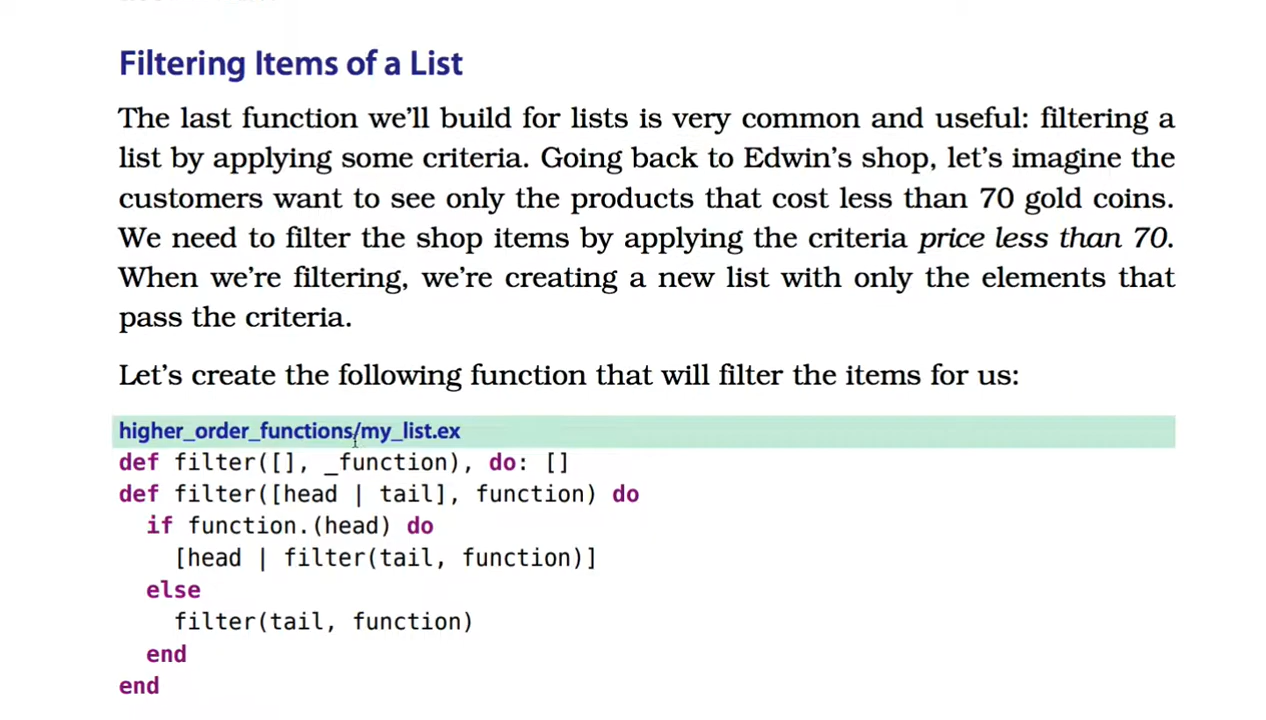 Filtering Items of a List
The last function we'll build for lists is very common and useful: filtering a
list by applying some criteria. Going back to Edwin's shop, let's imagine the
customers want to see only the products that cost less than 70 gold coins.
We need to filter the shop items by applying the criteria price less than 70.
When we're filtering, we're creating a new list with only the elements that
pass the criteria.
Let's create the following function that will filter the items for us:
higher_order_functions/my_list.ex
def filter([], _function), do: []
def filter([head | tail], function) do
  if function.(head) do
    [head | filter(tail, function)]
  else
    filter(tail, function)
  end
end